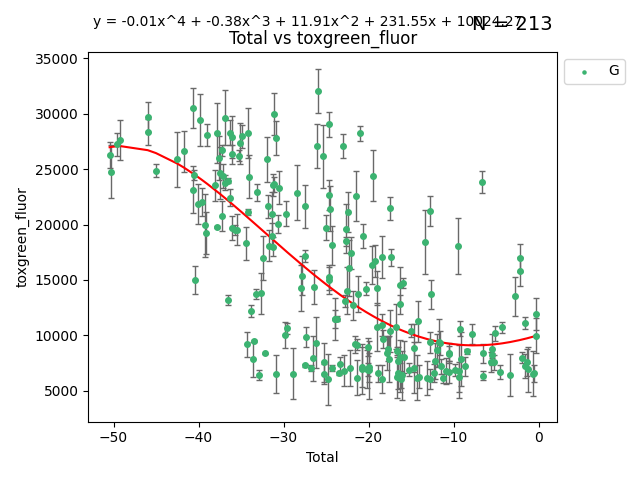 y = -0.01x^4 + -0.38x^3 + 11.91x^2 + 231.55x + 10024.27
N = 213
Total vs toxgreen_fluor
35000
30000
25000
20000
15000
10000
5000
toxgreen_fluor
G
−50
−40
−30
−20
−10
0
Total